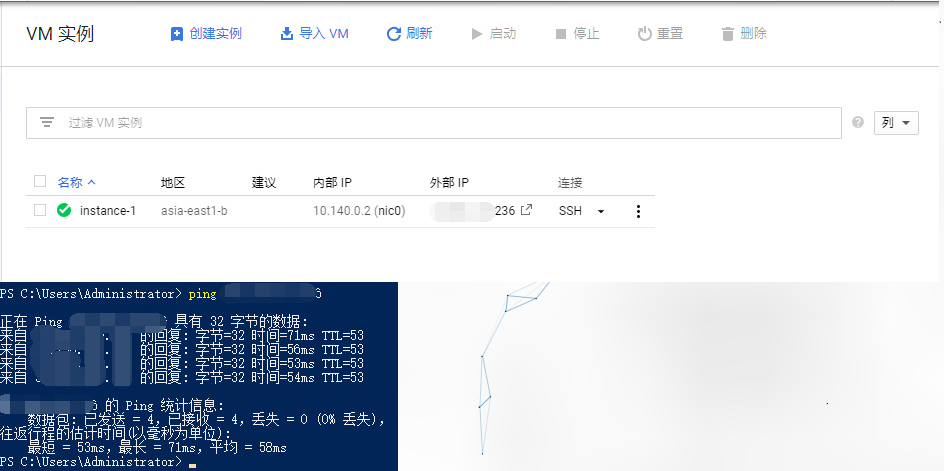 VM 实例 创建实例 导入 VM 刷新 启动 停止 重置 删除
过滤 VM 实例 列
名称 地区 建议 内部 IP 外部 IP 连接
instance-1 asia-east1-b 10.140.0.2 (nic0) 236 SSH
PS C:\Users\Administrator> ping 6
正在 Ping 6 具有 32 字节的数据:
来自 的回复: 字节=32 时间=71ms TTL=53
来自 的回复: 字节=32 时间=56ms TTL=53
来自 的回复: 字节=32 时间=53ms TTL=53
来自 的回复: 字节=32 时间=54ms TTL=53
6 的 Ping 统计信息:
数据包: 已发送 = 4，已接收 = 4，丢失 = 0 (0% 丢失)，
往返行程的估计时间(以毫秒为单位):
最短 = 53ms，最长 = 71ms，平均 = 58ms
PS C:\Users\Administrator>